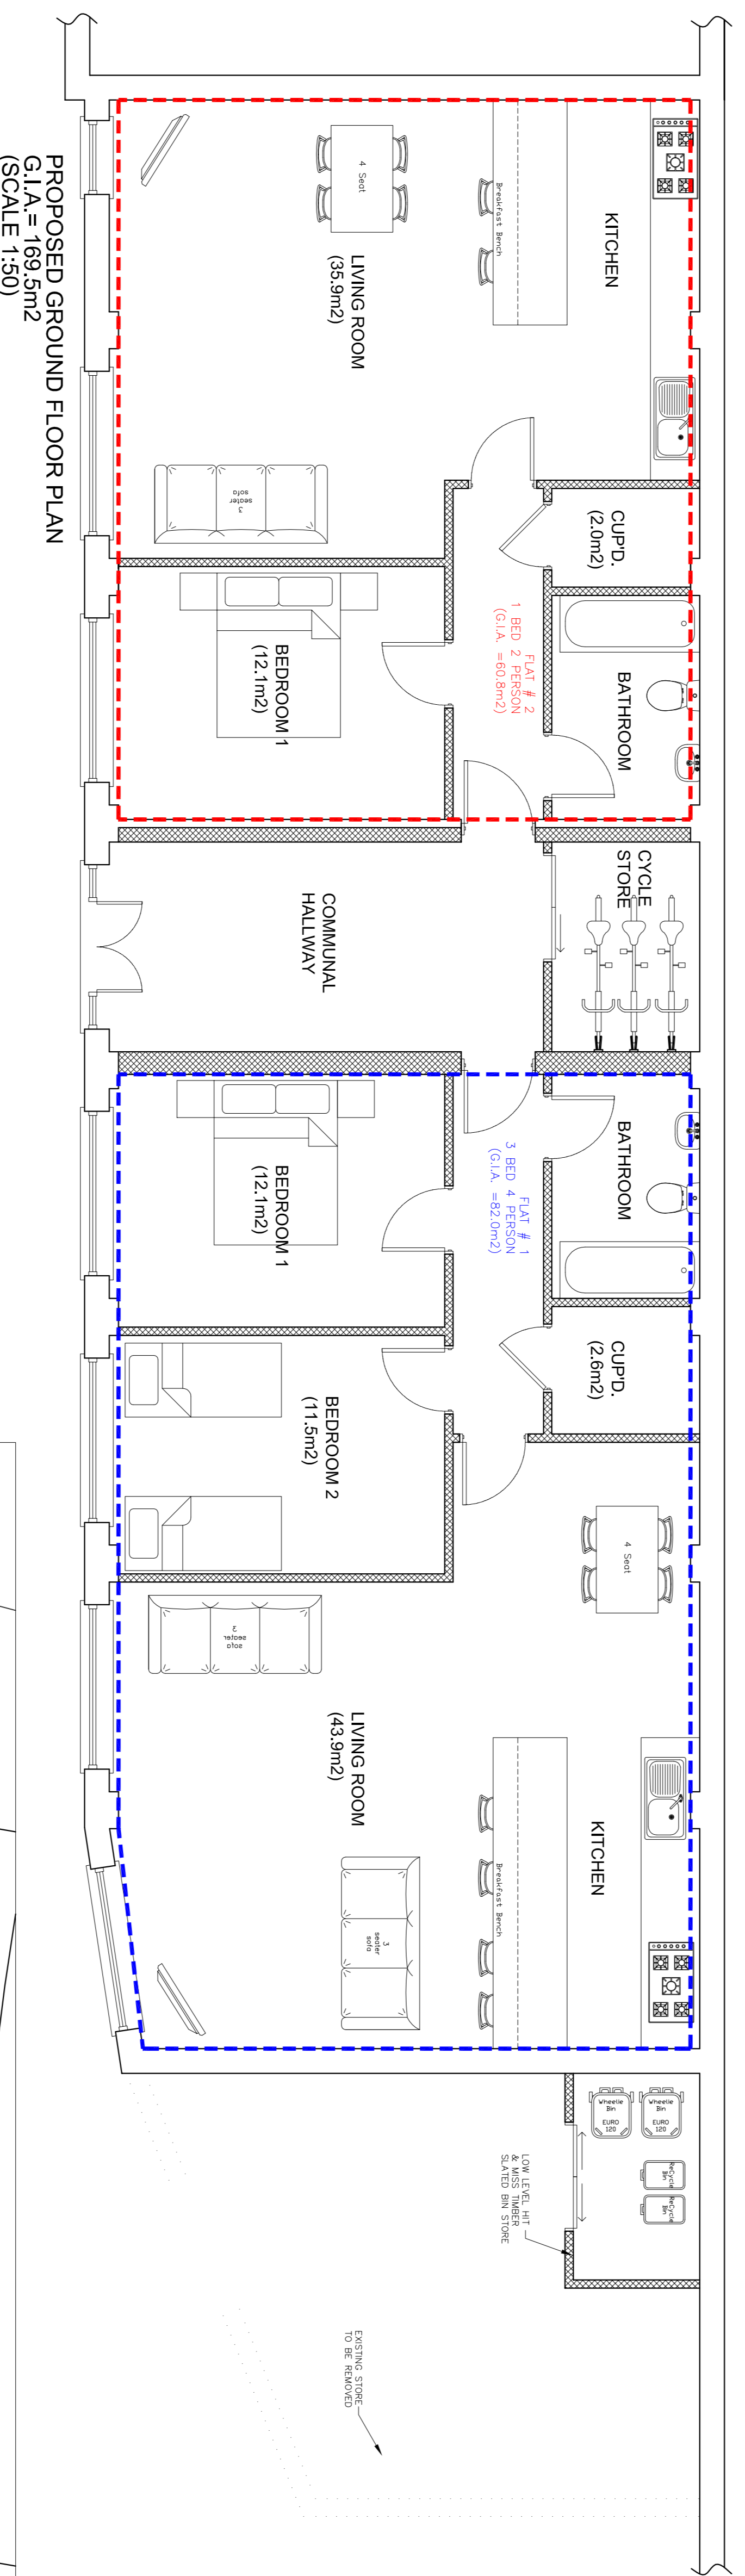 KITCHEN
Breakfast Bench
4 Seat
LIVING ROOM
(35.9m2)
3
seater
sofa
CUP'D.
(2.0m2)
BATHROOM
FLAT # 2
1 BED 2 PERSON
(G.I.A. =60.8m2)
BEDROOM 1
(12.1m2)
CYCLE
STORE
COMMUNAL
HALLWAY
BATHROOM
FLAT # 1
3 BED 4 PERSON
(G.I.A. =82.0m2)
BEDROOM 1
(12.1m2)
CUP'D.
(2.6m2)
BEDROOM 2
(11.5m2)
4 Seat
3
seater
sofa
LIVING ROOM
(43.9m2)
KITCHEN
Breakfast Bench
3
seater
sofa
Wheelie
Bin
EURO
120
Wheelie
Bin
EURO
120
ReCycle
Bin
ReCycle
Bin
LOW LEVEL HIT
& MISS TIMBER
SLATED BIN STORE
EXISTING STORE
TO BE REMOVED
PROPOSED GROUND FLOOR PLAN
G.I.A.= 169.5m2
(SCALE 1:50)